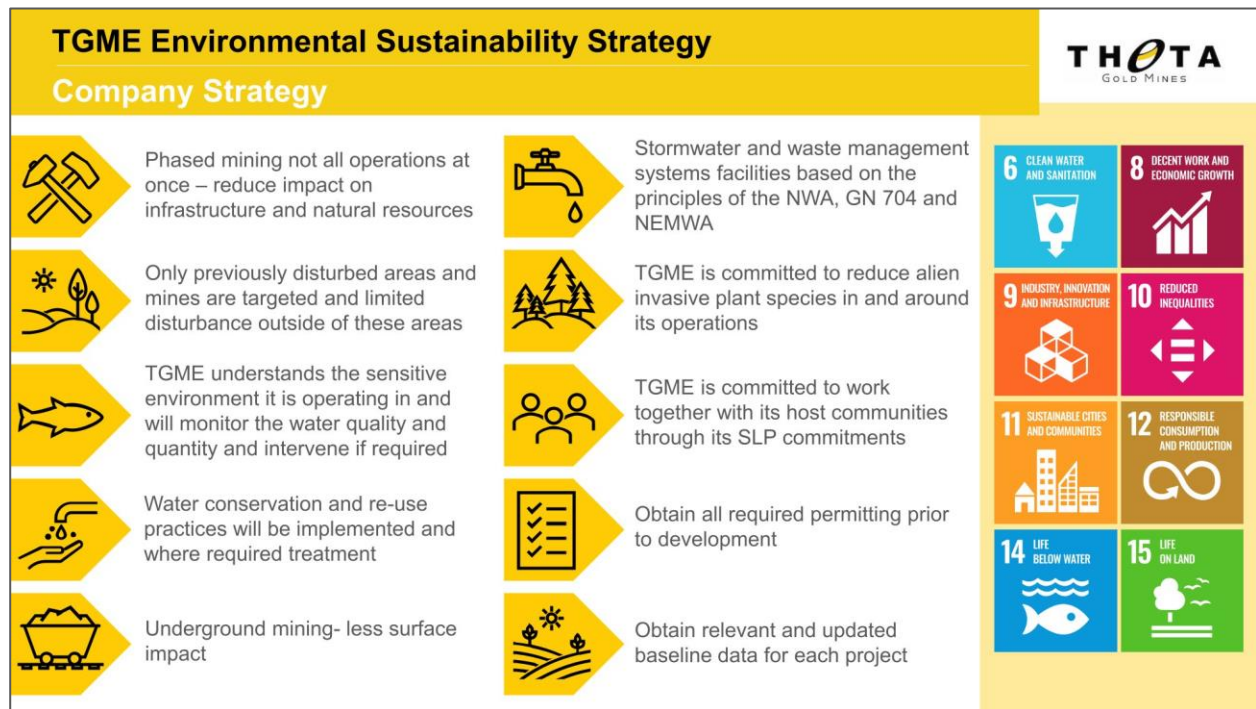 TGME Environmental Sustainability Strategy
Company Strategy
THETA
GOLD MINES
Phased mining not all operations at
once – reduce impact on
infrastructure and natural resources
Only previously disturbed areas and
mines are targeted and limited
disturbance outside of these areas
TGME understands the sensitive
environment it is operating in and
will monitor the water quality and
quantity and intervene if required
Water conservation and re-use
practices will be implemented and
where required treatment
Underground mining- less surface
impact
Stormwater and waste management
systems facilities based on the
principles of the NWA, GN 704 and
NEMWA
TGME is committed to reduce alien
invasive plant species in and around
its operations
TGME is committed to work
together with its host communities
through its SLP commitments
Obtain all required permitting prior
to development
Obtain relevant and updated
baseline data for each project
6 CLEAN WATER
AND SANITATION
8 DECENT WORK AND
ECONOMIC GROWTH
9 INDUSTRY, INNOVATION
AND INFRASTRUCTURE
10 REDUCED
INEQUALITIES
11 SUSTAINABLE CITIES
AND COMMUNITIES
12 RESPONSIBLE
CONSUMPTION
AND PRODUCTION
14 LIFE
BELOW WATER
15 LIFE
ON LAND